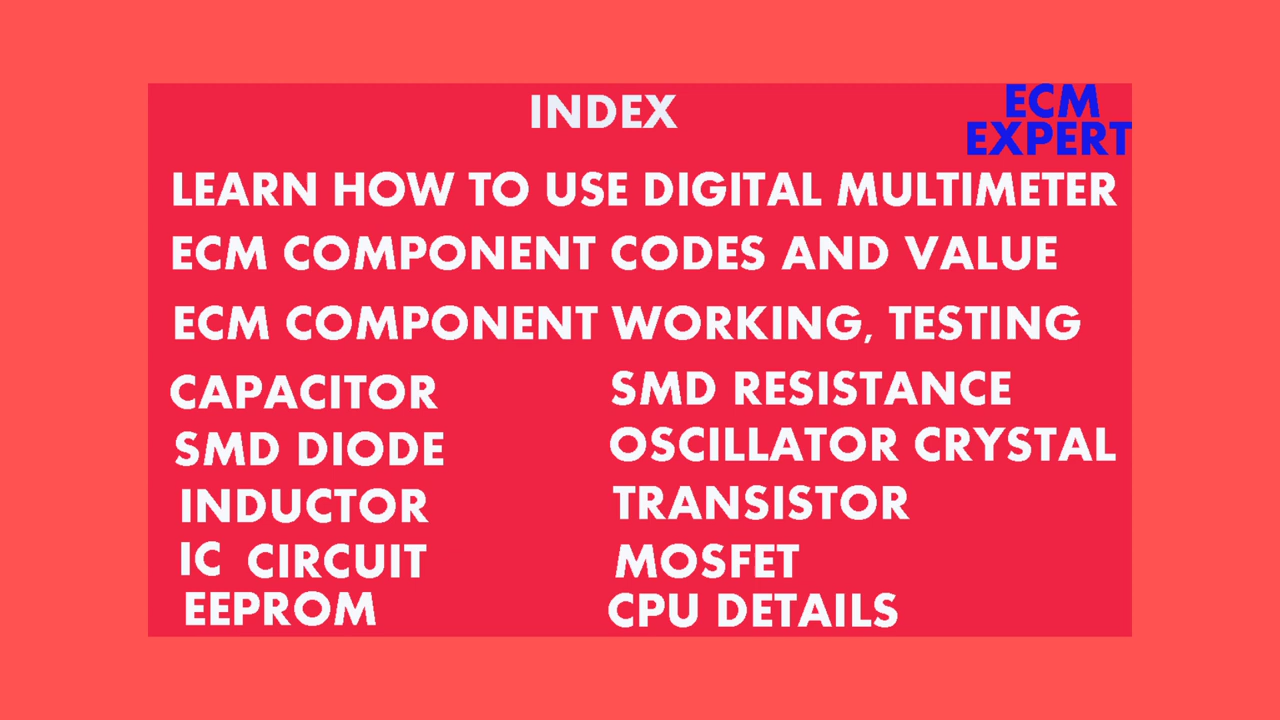 INDEX
ECM
EXPERT
LEARN HOW TO USE DIGITAL MULTIMETER
ECM COMPONENT CODES AND VALUE
ECM COMPONENT WORKING, TESTING
CAPACITOR
SMD RESISTANCE
SMD DIODE
OSCILLATOR CRYSTAL
INDUCTOR
TRANSISTOR
IC CIRCUIT
MOSFET
EEPROM
CPU DETAILS